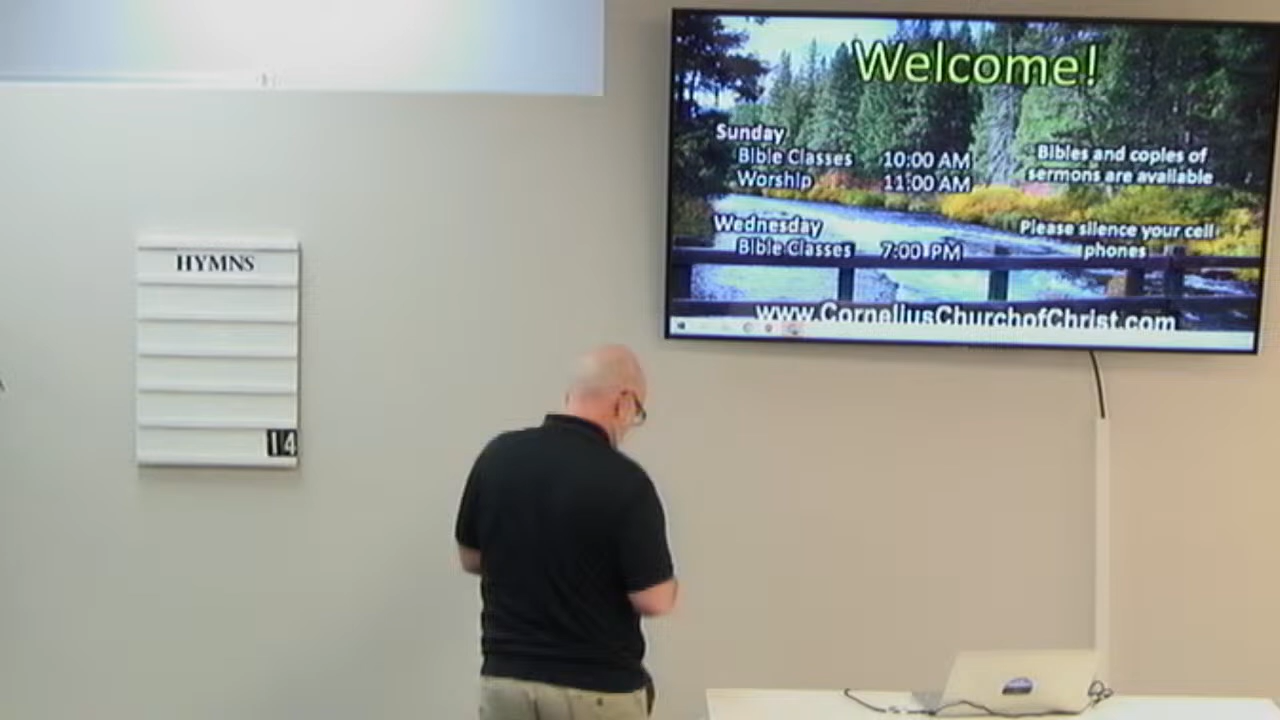 Welcome!
Sunday
Bible Classes 10:00 AM
Worship 11:00 AM
Bibles and copies of
sermons are available
Wednesday
Bible Classes 7:00 PM
Please silence your cell
phones
www.CorneliusChurchofChrist.com
HYMNS
14